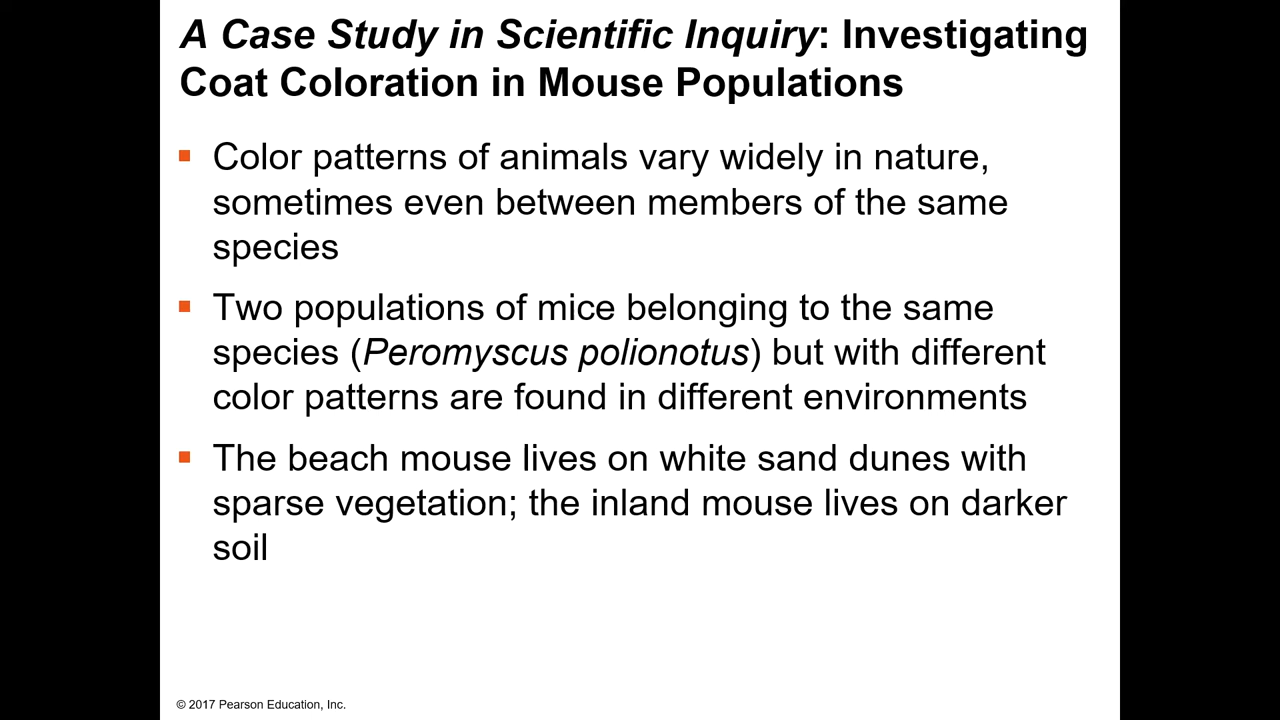 A Case Study in Scientific Inquiry: Investigating
Coat Coloration in Mouse Populations
Color patterns of animals vary widely in nature,
sometimes even between members of the same
species
Two populations of mice belonging to the same
species (Peromyscus polionotus) but with different
color patterns are found in different environments
The beach mouse lives on white sand dunes with
sparse vegetation; the inland mouse lives on darker
soil
© 2017 Pearson Education, Inc.